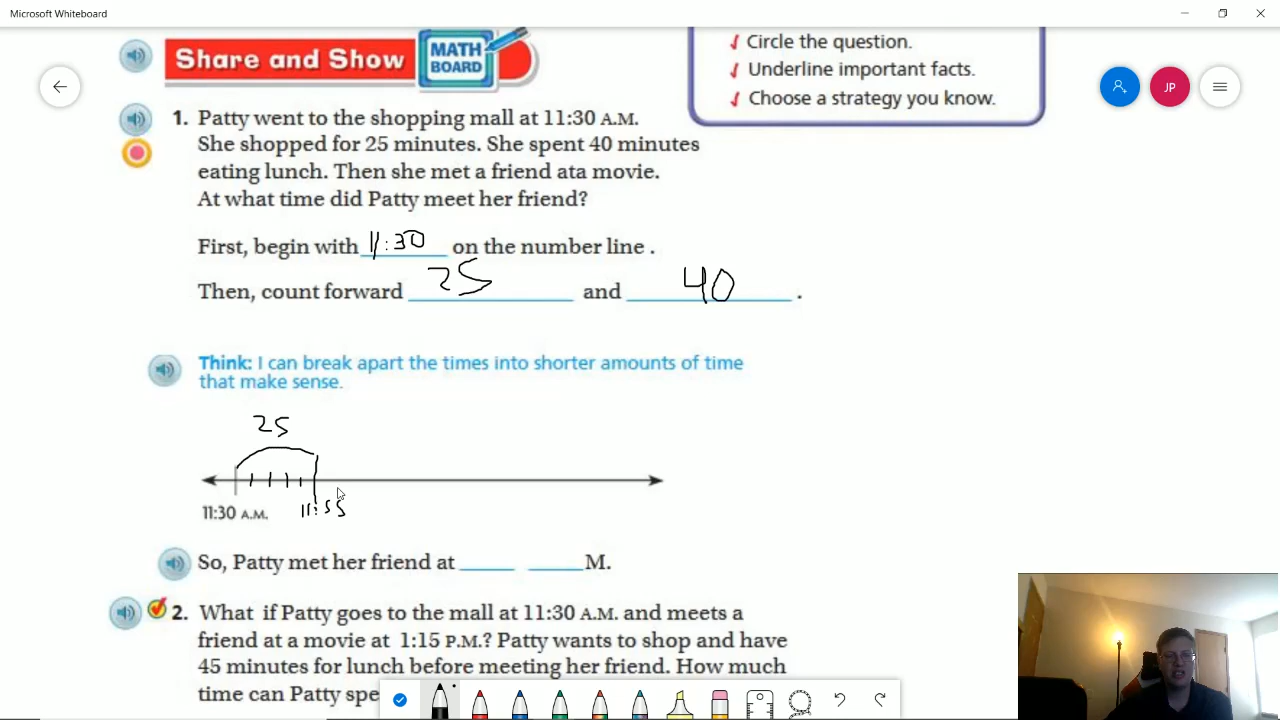 Microsoft Whiteboard
Share and Show
MATH
BOARD
✓ Circle the question.
✓ Underline important facts.
✓ Choose a strategy you know.
JP
1. Patty went to the shopping mall at 11:30 A.M.
She shopped for 25 minutes. She spent 40 minutes
eating lunch. Then she met a friend ata movie.
At what time did Patty meet her friend?
First, begin with 11:30 on the number line .
Then, count forward 25 and 40 .
Think: I can break apart the times into shorter amounts of time
that make sense.
25
11:30 A.M. 11:55
So, Patty met her friend at ____ ____ M.
2. What if Patty goes to the mall at 11:30 A.M. and meets a
friend at a movie at 1:15 P.M.? Patty wants to shop and have
45 minutes for lunch before meeting her friend. How much
time can Patty spe